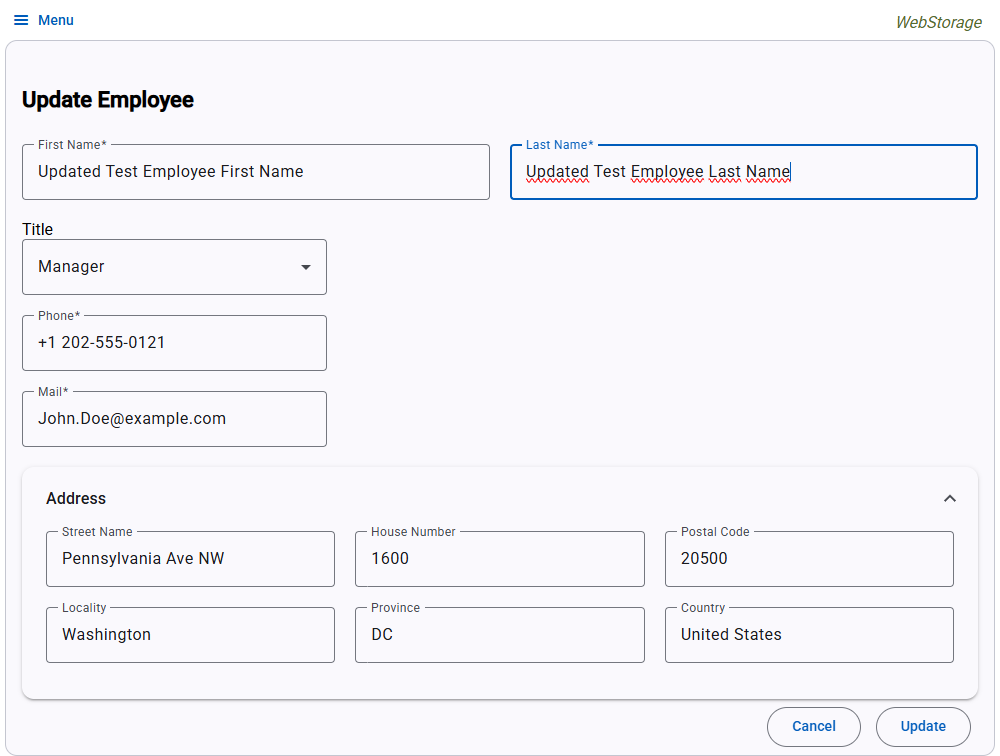 Menu
WebStorage
Update Employee
First Name*
Updated Test Employee First Name
Last Name*
Updated Test Employee Last Name
Title
Manager
Phone*
+1 202-555-0121
Mail*
John.Doe@example.com
Address
Street Name
Pennsylvania Ave NW
House Number
1600
Postal Code
20500
Locality
Washington
Province
DC
Country
United States
Cancel
Update